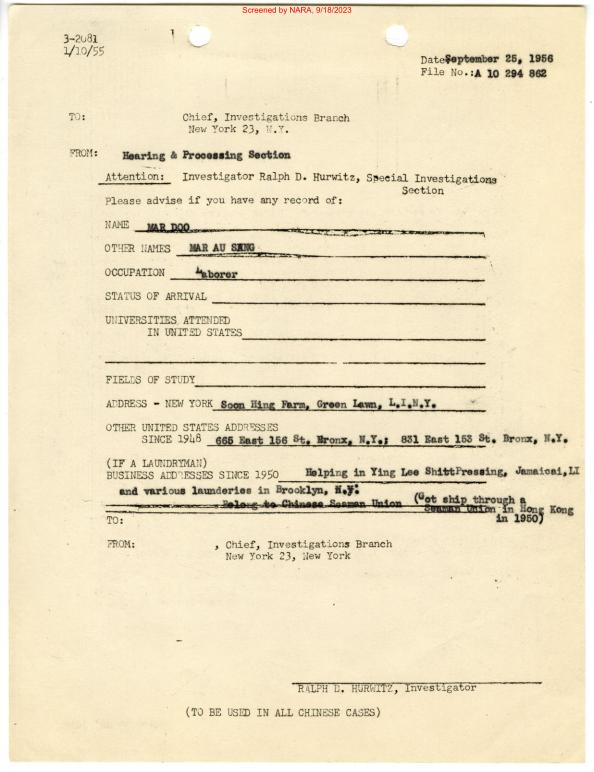 Screened by NARA, 9/18/2023
3-2081
1/10/55
Date September 25, 1956
File No.: A 10 294 862
TO: Chief, Investigations Branch
New York 23, N.Y.
FROM: Hearing & Processing Section
Attention: Investigator Ralph D. Hurwitz, Special Investigations
Section
Please advise if you have any record of:
NAME MAR DOO
OTHER NAMES MAR AU SANG
OCCUPATION Laborer
STATUS OF ARRIVAL
UNIVERSITIES ATTENDED
IN UNITED STATES
FIELDS OF STUDY
ADDRESS - NEW YORK Soon Hing Farm, Green Lawn, L.I.N.Y.
OTHER UNITED STATES ADDRESSES
SINCE 1948 665 East 156 St. Bronx, N.Y.; 831 East 153 St. Bronx, N.Y.
(IF A LAUNDRYMAN)
BUSINESS ADDRESSES SINCE 1950 Helping in Ying Lee ShittPressing, Jamaicai, LI
and various launderies in Brooklyn, N.Y.
Belong to Chinese Seaman Union (Got ship through a
Seaman Union in Hong Kong
in 1950)
TO:
FROM: , Chief, Investigations Branch
New York 23, New York
RALPH D. HURWITZ, Investigator
(TO BE USED IN ALL CHINESE CASES)